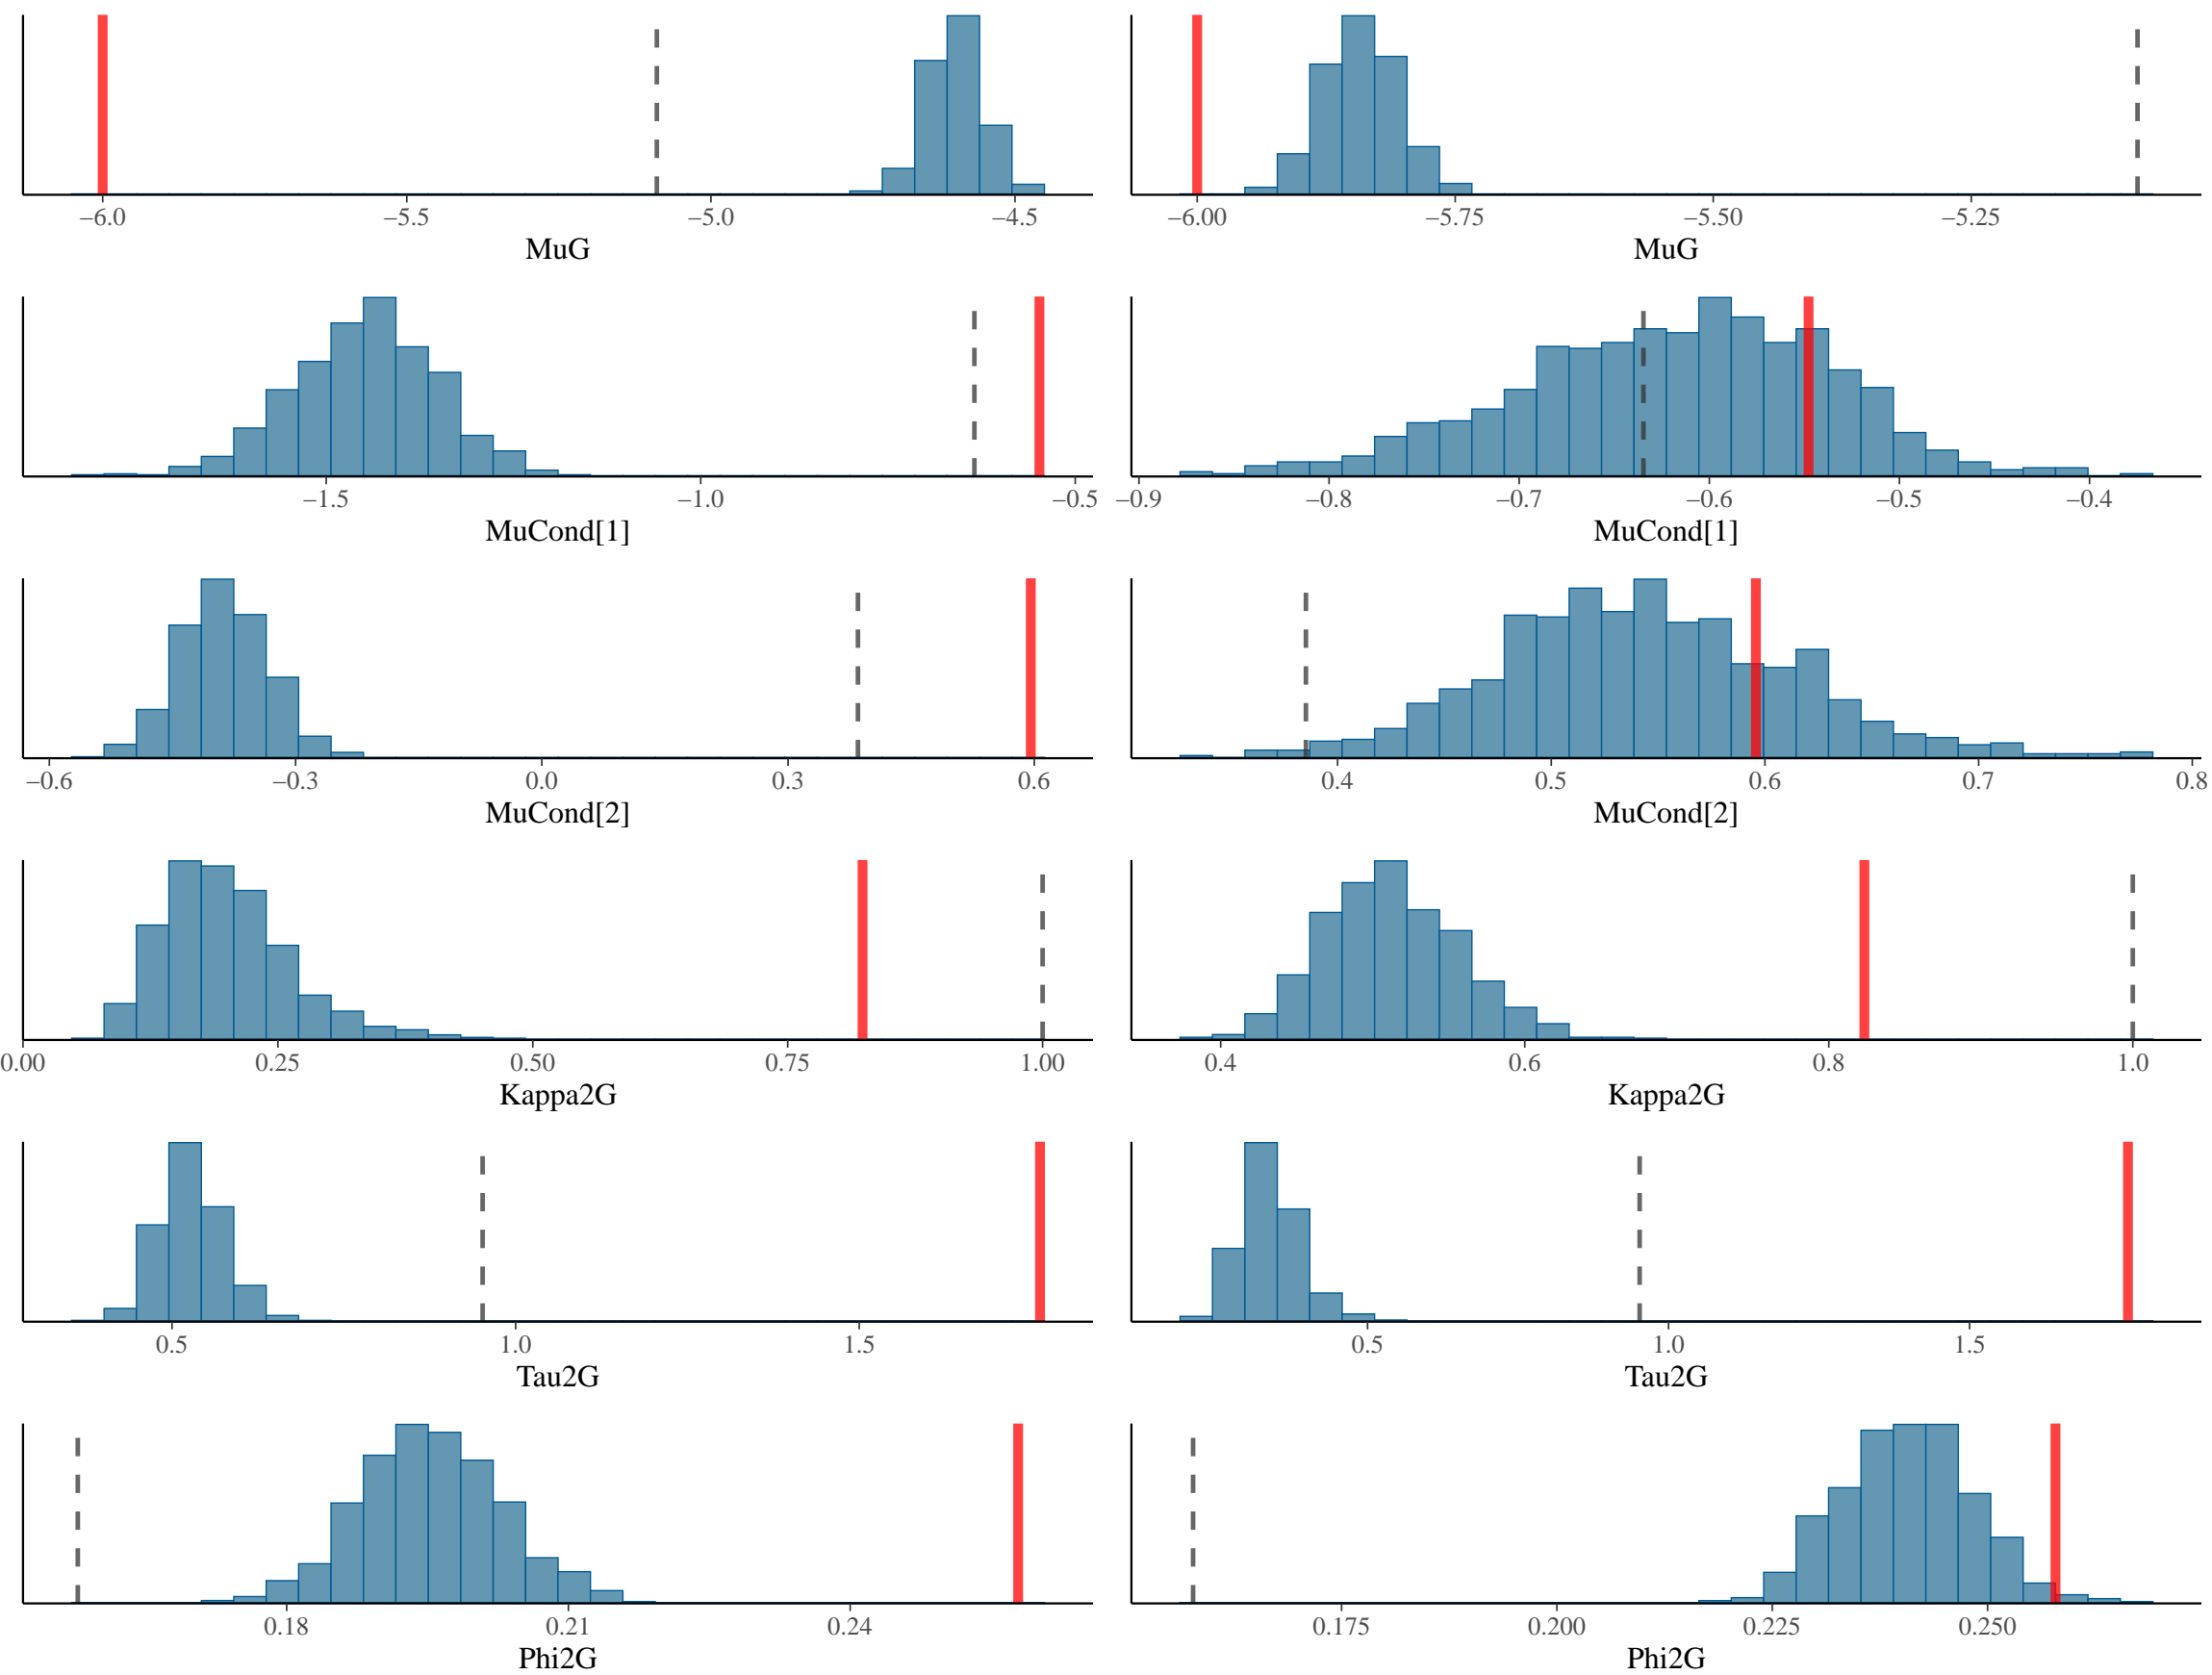 −6.0 −5.5 −5.0 −4.5 −6.00 −5.75 −5.50 −5.25
MuG MuG
−1.5 −1.0 −0.5 −0.9 −0.8 −0.7 −0.6 −0.5 −0.4
MuCond[1] MuCond[1]
−0.6 −0.3 0.0 0.3 0.6 0.4 0.5 0.6 0.7 0.8
MuCond[2] MuCond[2]
0.00 0.25 0.50 0.75 1.00 0.4 0.6 0.8 1.0
Kappa2G Kappa2G
0.5 1.0 1.5 0.5 1.0 1.5
Tau2G Tau2G
0.18 0.21 0.24 0.175 0.200 0.225 0.250
Phi2G Phi2G